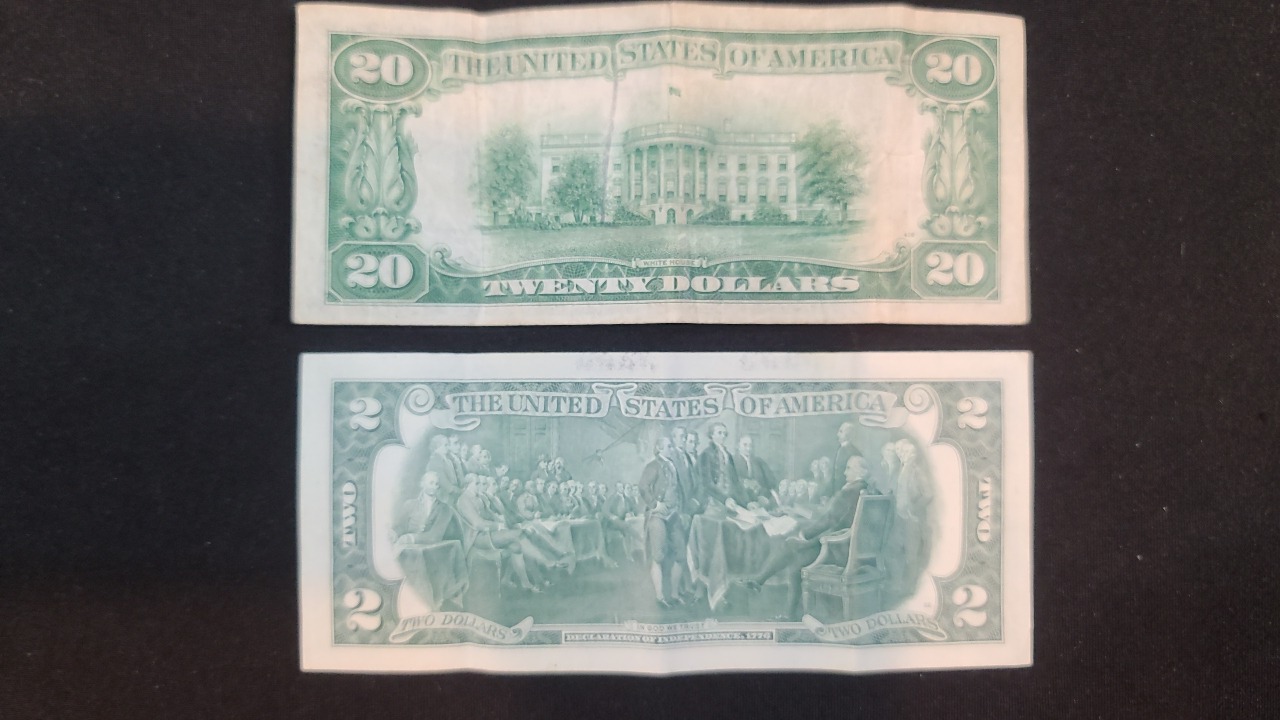 20 THE UNITED STATES OF AMERICA 20
WHITE HOUSE
20 TWENTY DOLLARS 20
2 THE UNITED STATES OF AMERICA 2
TWO TWO
2 TWO DOLLARS IN GOD WE TRUST TWO DOLLARS 2
DECLARATION OF INDEPENDENCE, 1776